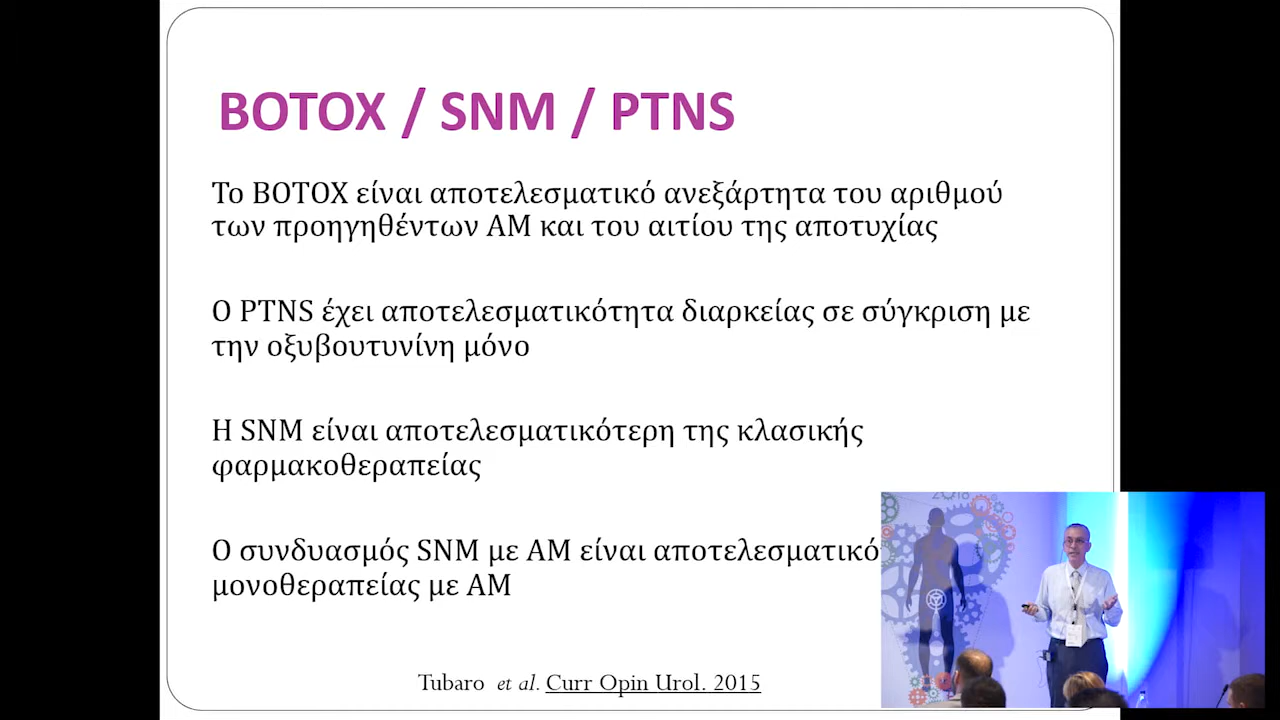 BOTOX / SNM / PTNS
Το BOTOX είναι αποτελεσματικό ανεξάρτητα του αριθμού
των προηγηθέντων ΑΜ και του αιτίου της αποτυχίας
Ο PTNS έχει αποτελεσματικότητα διαρκείας σε σύγκριση με
την οξυβουτυνίνη μόνο
Η SNM είναι αποτελεσματικότερη της κλασικής
φαρμακοθεραπείας
Ο συνδυασμός SNM με ΑΜ είναι αποτελεσματικό
μονοθεραπείας με ΑΜ
Tubaro et al. Curr Opin Urol. 2015
2018